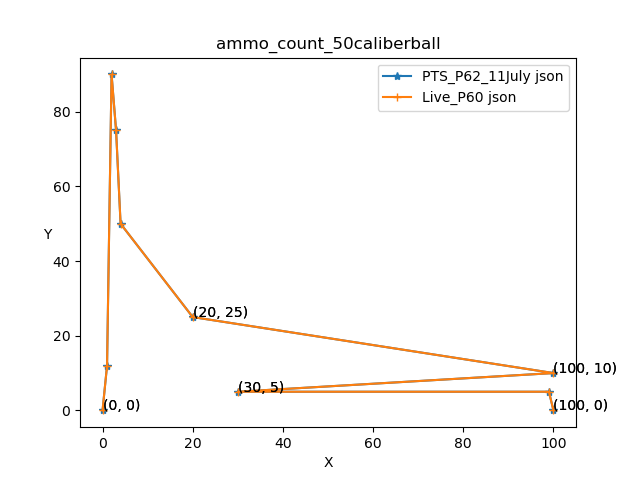 ammo_count_50caliberball
PTS_P62_11July json
Live_P60 json
Y
80
60
40
20
0
(20, 25)
(100, 10)
(30, 5)
(0, 0)
(100, 0)
0 20 40 60 80 100
X